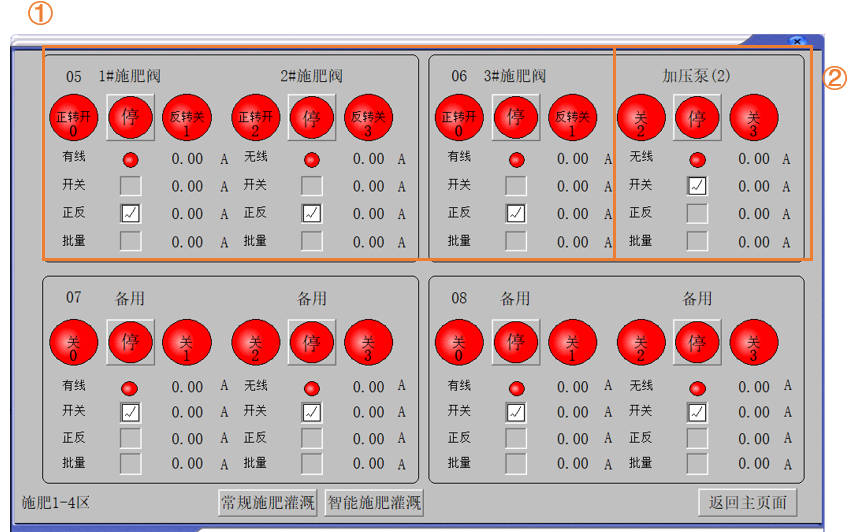 ①
②
05 1#施肥阀 2#施肥阀
正转开 0 停 反转关 1 正转开 2 停 反转关 3
有线 0.00 A 无线 0.00 A
开关 0.00 A 开关 0.00 A
正反 0.00 A 正反 0.00 A
批量 0.00 A 批量 0.00 A
06 3#施肥阀 加压泵(2)
正转开 0 停 反转关 1 关 2 停 关 3
有线 0.00 A 无线 0.00 A
开关 0.00 A 开关 0.00 A
正反 0.00 A 正反 0.00 A
批量 0.00 A 批量 0.00 A
07 备用 备用
关 0 停 关 1 关 2 停 关 3
有线 0.00 A 无线 0.00 A
开关 0.00 A 开关 0.00 A
正反 0.00 A 正反 0.00 A
批量 0.00 A 批量 0.00 A
08 备用 备用
关 0 停 关 1 关 2 停 关 3
有线 0.00 A 无线 0.00 A
开关 0.00 A 开关 0.00 A
正反 0.00 A 正反 0.00 A
批量 0.00 A 批量 0.00 A
施肥1-4区 常规施肥灌溉 智能施肥灌溉 返回主页面